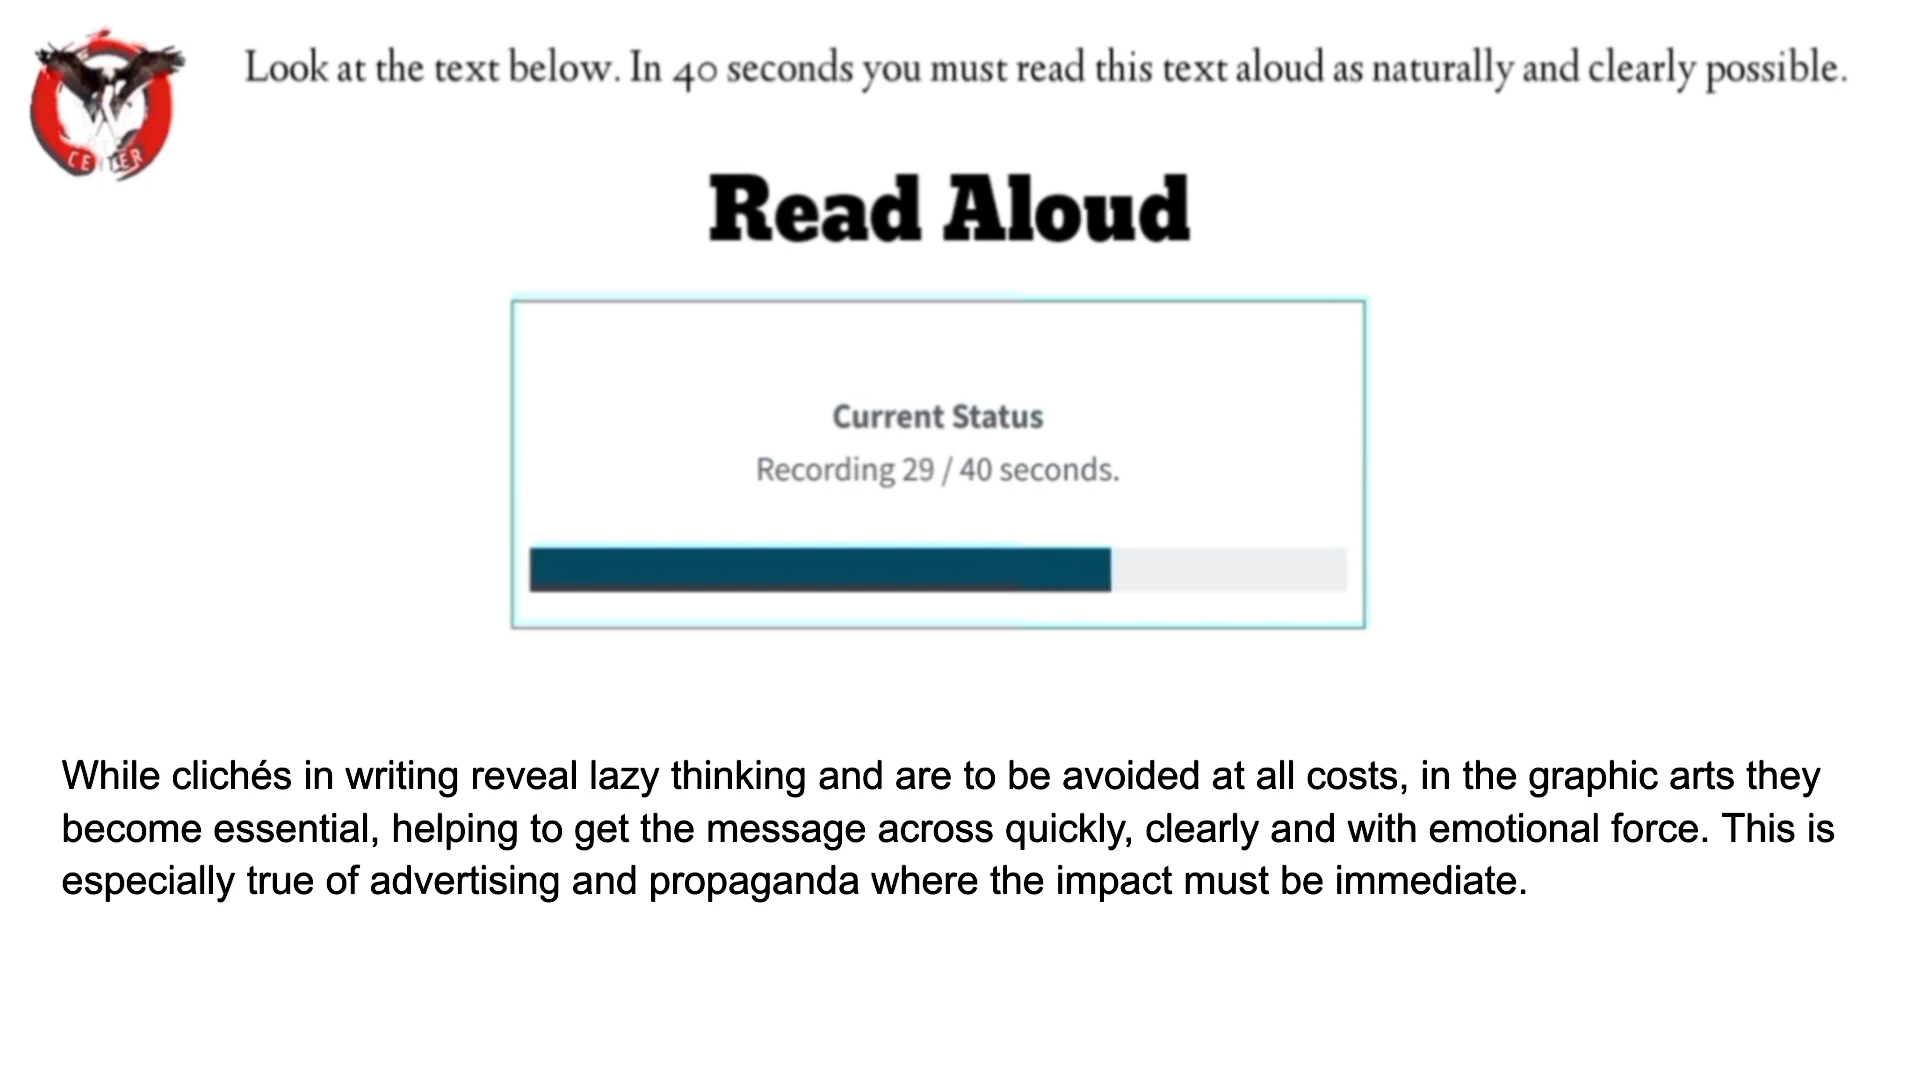 Look at the text below. In 40 seconds you must read this text aloud as naturally and clearly possible.
CENTER
Read Aloud
Current Status
Recording 29 / 40 seconds.
While clichés in writing reveal lazy thinking and are to be avoided at all costs, in the graphic arts they
become essential, helping to get the message across quickly, clearly and with emotional force. This is
especially true of advertising and propaganda where the impact must be immediate.